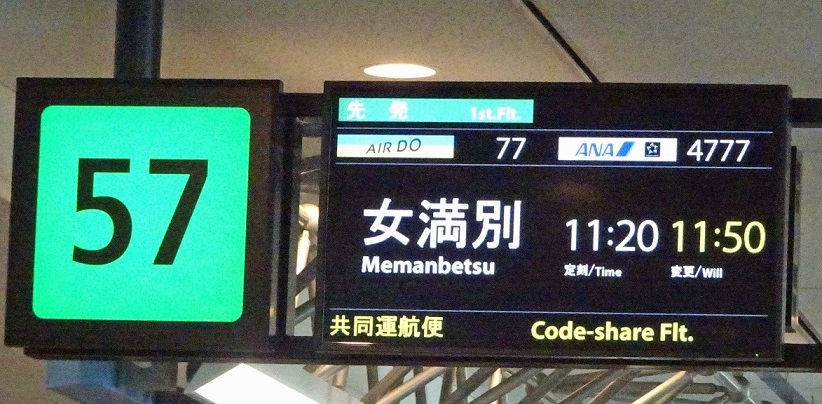 57
先発 1st.Flt.
AIR DO 77 ANA 4777
女満別 11:20 11:50
Memanbetsu 定刻/Time 変更/Will
共同運航便 Code-share Flt.